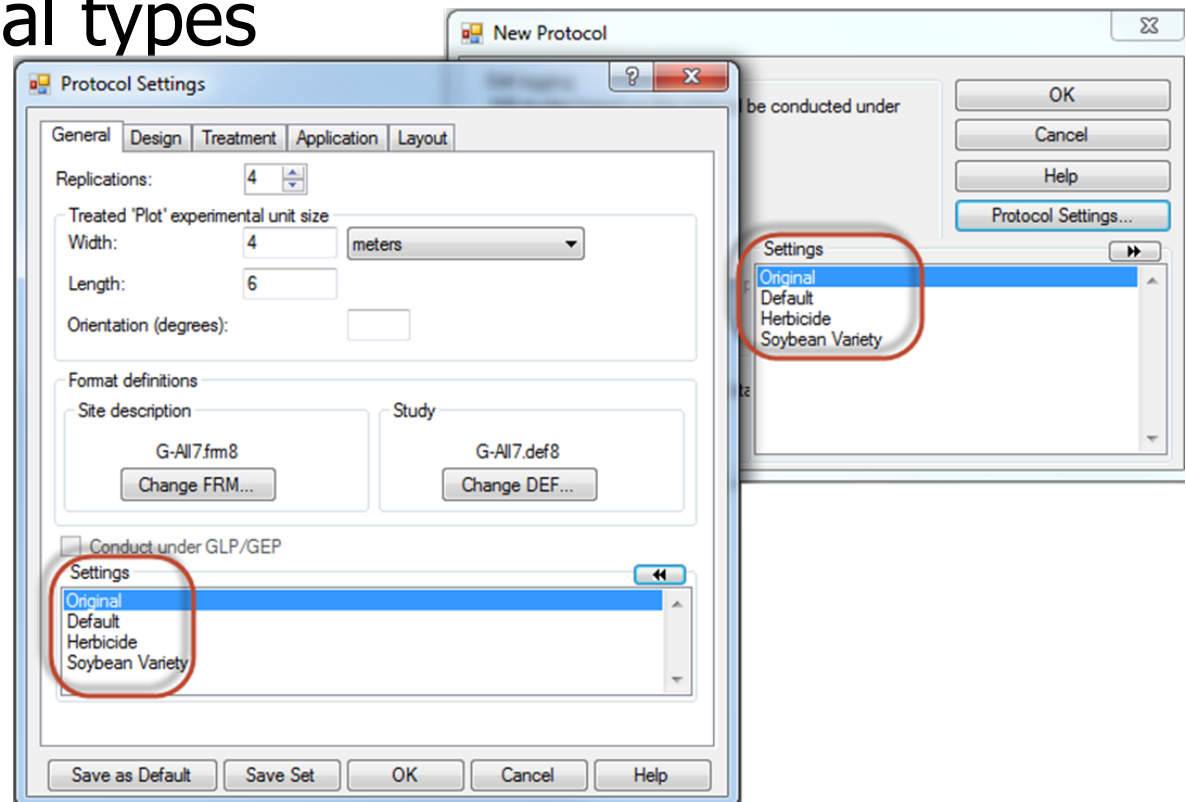 al types
New Protocol
be conducted under
OK
Cancel
Help
Protocol Settings...
Settings
Original
Default
Herbicide
Soybean Variety
Protocol Settings
General Design Treatment Application Layout
Replications: 4
Treated 'Plot' experimental unit size
Width: 4 meters
Length: 6
Orientation (degrees):
Format definitions
Site description Study
G-All7.frm8 G-All7.def8
Change FRM... Change DEF...
Conduct under GLP/GEP
Settings
Original
Default
Herbicide
Soybean Variety
Save as Default Save Set OK Cancel Help